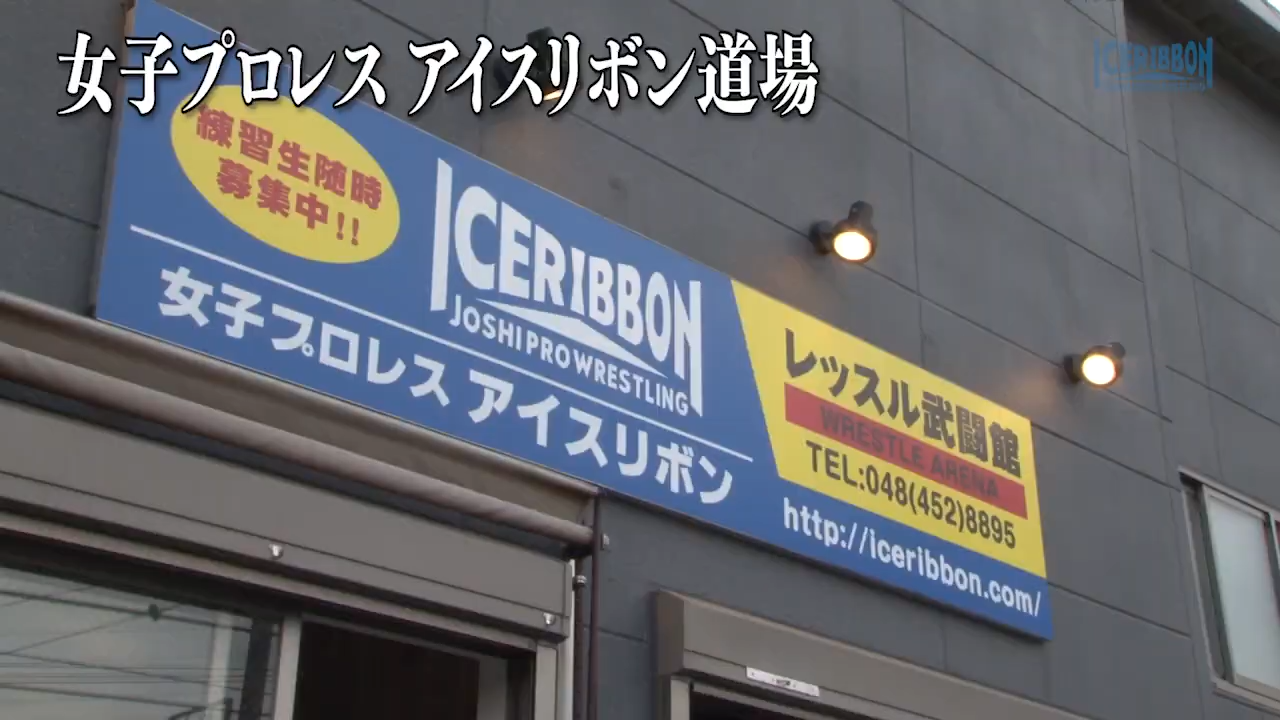 女子プロレス アイスリボン道場
ICERIBBON
練習生随時
募集中!!
ICERIBBON
JOSHI PRO WRESTLING
女子プロレス アイスリボン
レッスル武闘館
WRESTLE ARENA
TEL:048(452)8895
http://iceribbon.com/